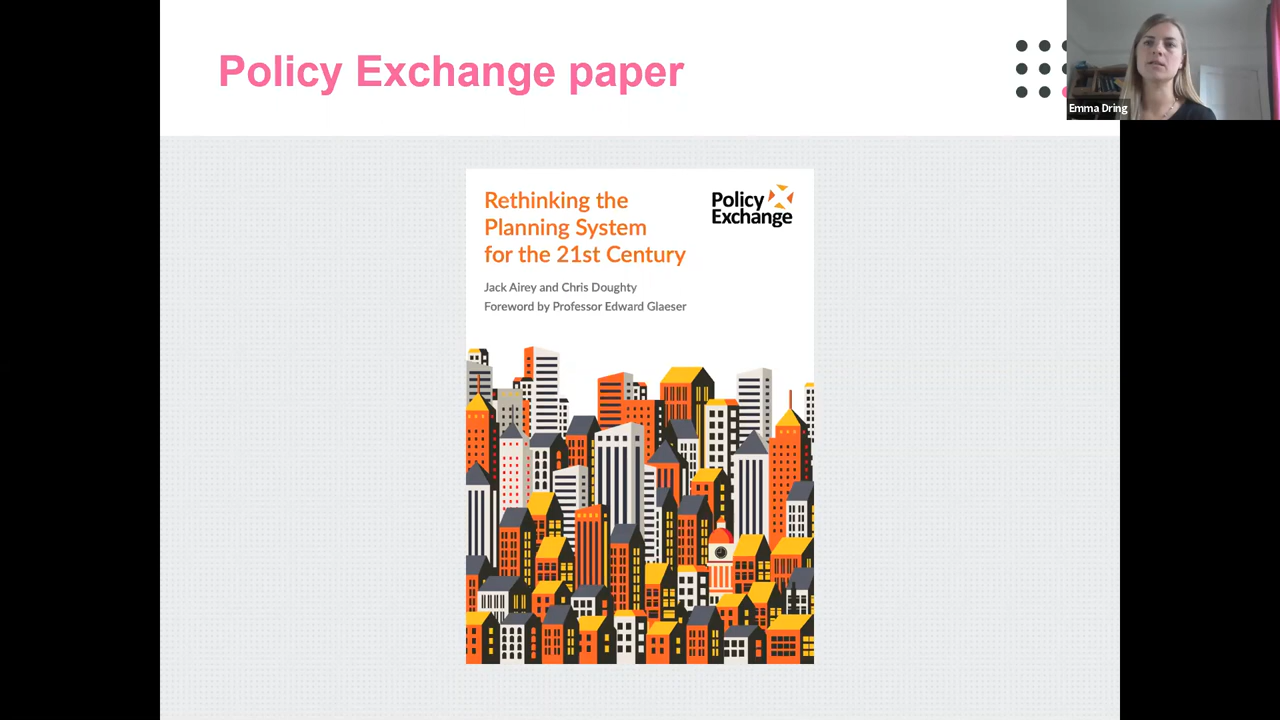 Policy Exchange paper
Emma Dring
Rethinking the
Planning System
for the 21st Century
Policy
Exchange
Jack Airey and Chris Doughty
Foreword by Professor Edward Glaeser